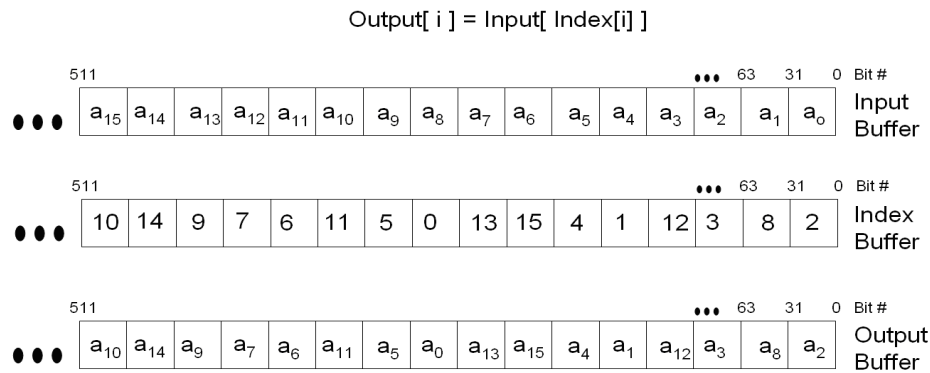 Output[ i ] = Input[ Index[i] ]
511 ••• 63 31 0 Bit #
••• a₁₅ a₁₄ a₁₃ a₁₂ a₁₁ a₁₀ a₉ a₈ a₇ a₆ a₅ a₄ a₃ a₂ a₁ aₒ Input
Buffer
511 ••• 63 31 0 Bit #
••• 10 14 9 7 6 11 5 0 13 15 4 1 12 3 8 2 Index
Buffer
511 ••• 63 31 0 Bit #
••• a₁₀ a₁₄ a₉ a₇ a₆ a₁₁ a₅ a₀ a₁₃ a₁₅ a₄ a₁ a₁₂ a₃ a₈ a₂ Output
Buffer